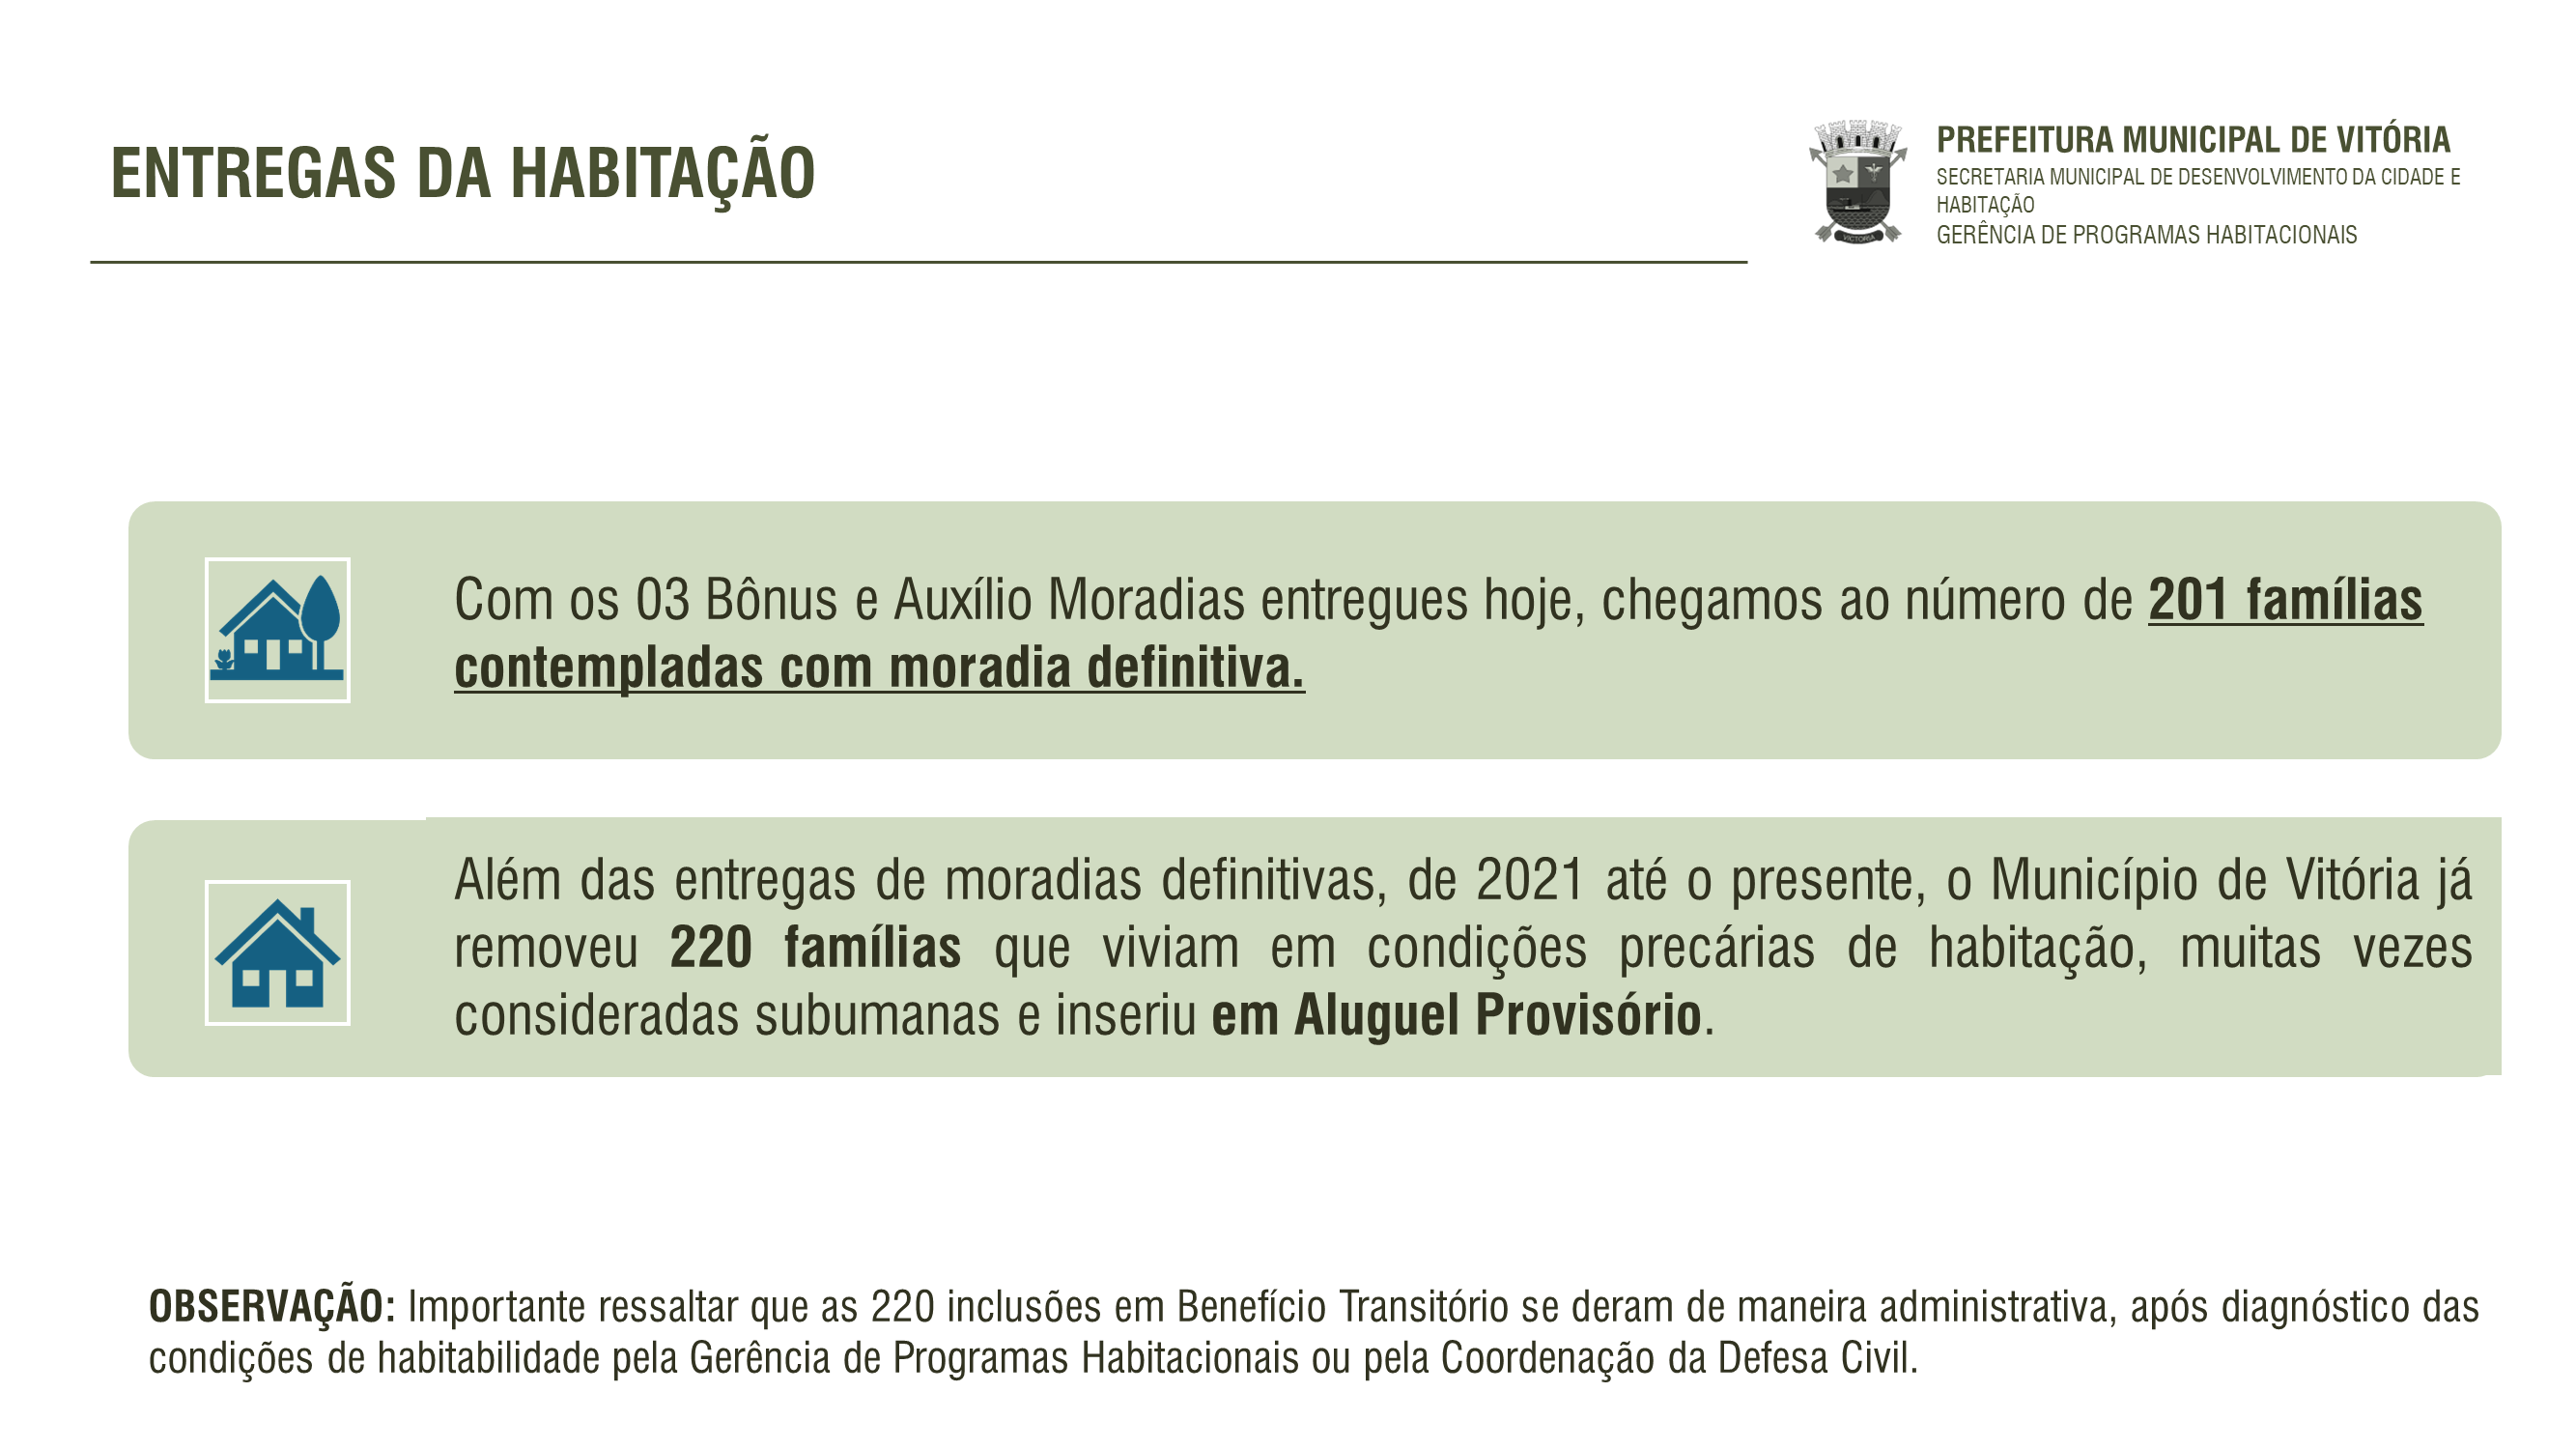 ENTREGAS DA HABITAÇÃO
PREFEITURA MUNICIPAL DE VITÓRIA
SECRETARIA MUNICIPAL DE DESENVOLVIMENTO DA CIDADE E
HABITAÇÃO
GERÊNCIA DE PROGRAMAS HABITACIONAIS
VICTORIA
Com os 03 Bônus e Auxílio Moradias entregues hoje, chegamos ao número de 201 famílias
contempladas com moradia definitiva.
Além das entregas de moradias definitivas, de 2021 até o presente, o Município de Vitória já
removeu 220 famílias que viviam em condições precárias de habitação, muitas vezes
consideradas subumanas e inseriu em Aluguel Provisório.
OBSERVAÇÃO: Importante ressaltar que as 220 inclusões em Benefício Transitório se deram de maneira administrativa, após diagnóstico das
condições de habitabilidade pela Gerência de Programas Habitacionais ou pela Coordenação da Defesa Civil.